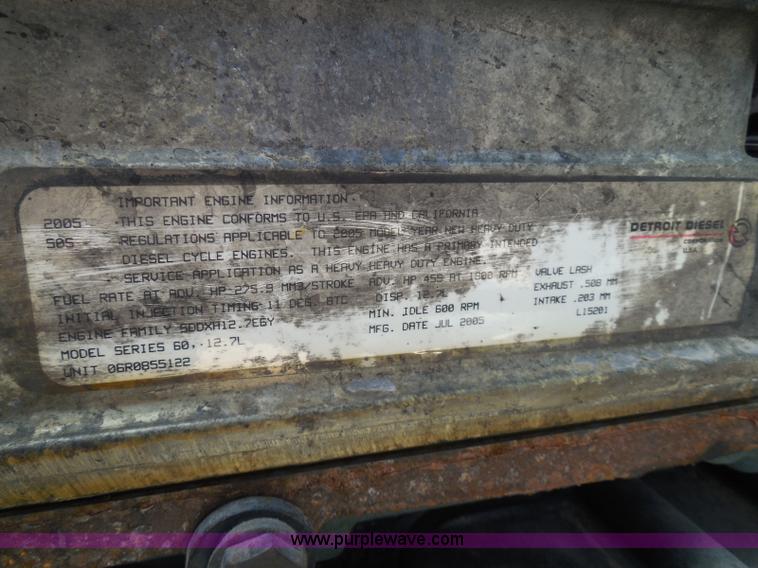 IMPORTANT ENGINE INFORMATION
2005 THIS ENGINE CONFORMS TO U.S. EPA AND CALIFORNIA
50S REGULATIONS APPLICABLE TO 2005 MODEL YEAR NEW HEAVY DUTY
DIESEL CYCLE ENGINES. THIS ENGINE HAS A PRIMARY INTENDED
SERVICE APPLICATION AS A HEAVY HEAVY DUTY ENGINE.
FUEL RATE AT ADV. HP-275.9 MM3/STROKE ADV. HP 455 AT 1800 RPM VALVE LASH
INITIAL INJECTION TIMING-11 DEG. BTC DISP. 12.7L EXHAUST .508 MM
ENGINE FAMILY 5DDXH12.7EGY MIN. IDLE 600 RPM INTAKE .203 MM
MODEL SERIES 60, 12.7L MFG. DATE JUL 2005 L15201
UNIT 06R0855122
DETROIT DIESEL
CORPORATION
USA
www.purplewave.com